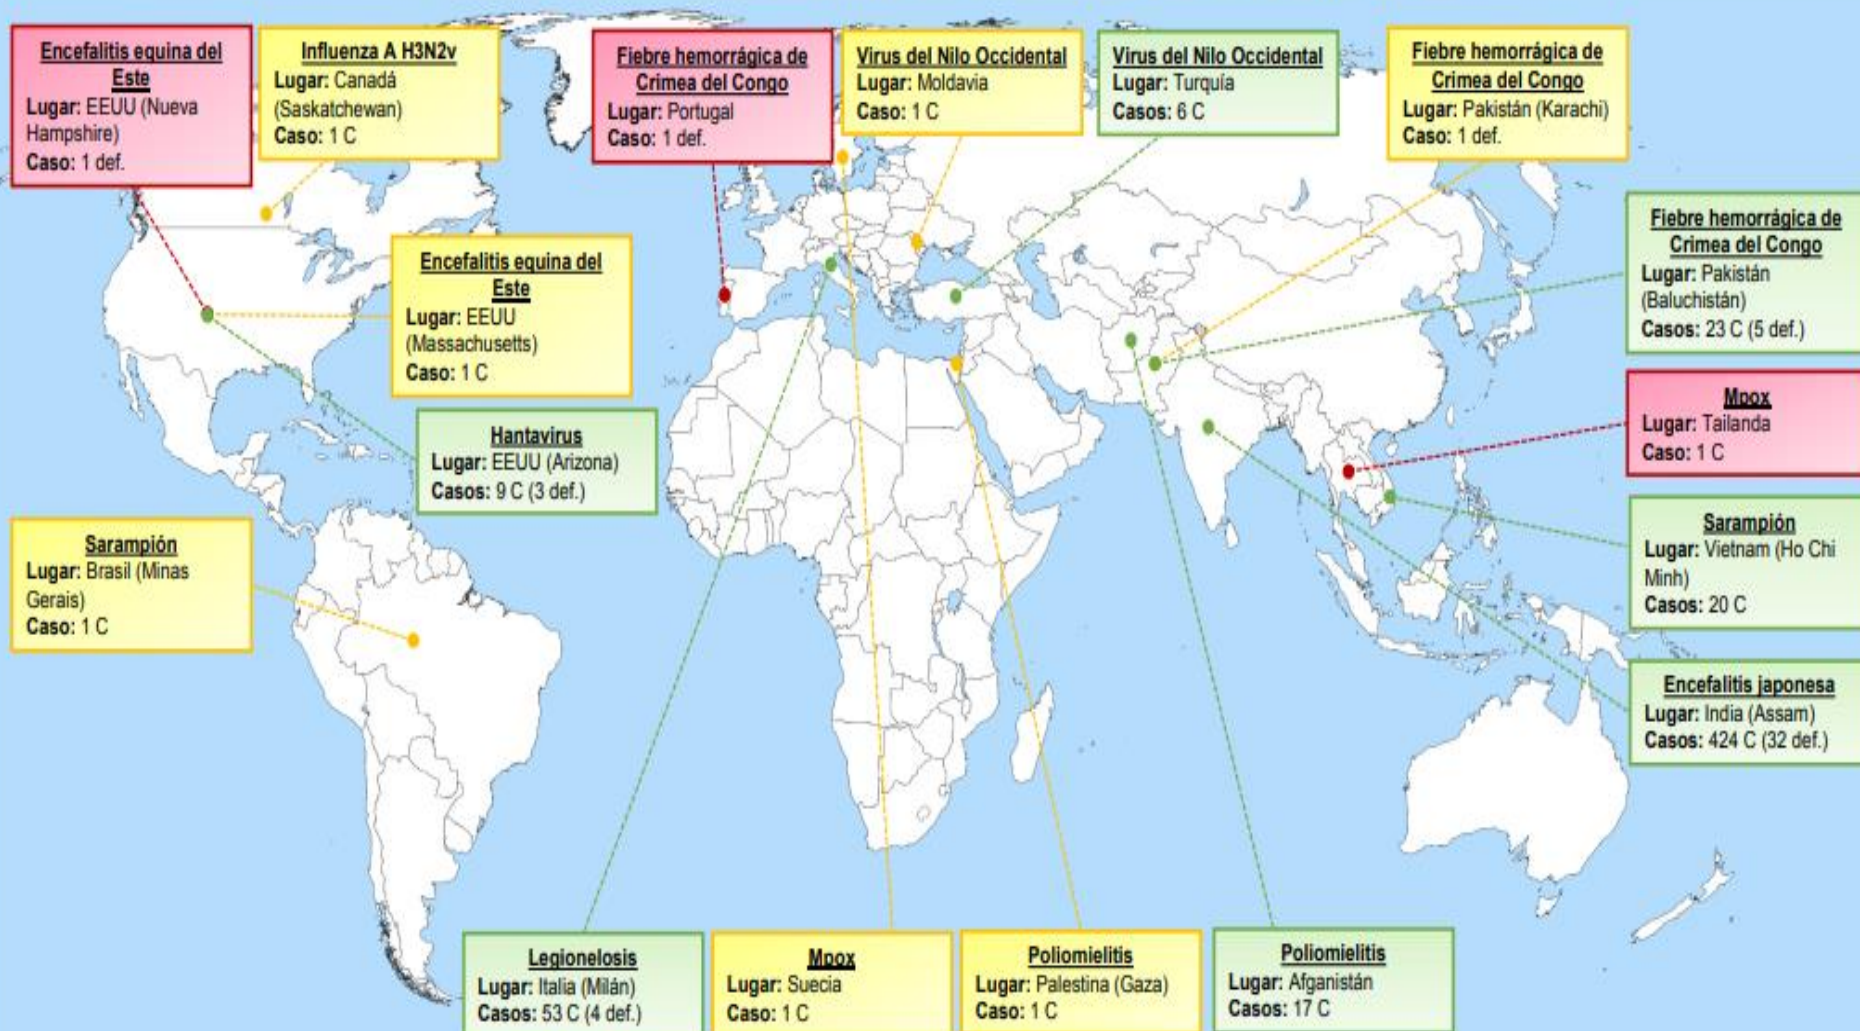 Encefalitis equina del
Este
Lugar: EEUU (Nueva
Hampshire)
Caso: 1 def.
Influenza A H3N2v
Lugar: Canadá
(Saskatchewan)
Caso: 1 C
Fiebre hemorrágica de
Crimea del Congo
Lugar: Portugal
Caso: 1 def.
Virus del Nilo Occidental
Lugar: Moldavia
Caso: 1 C
Virus del Nilo Occidental
Lugar: Turquía
Casos: 6 C
Fiebre hemorrágica de
Crimea del Congo
Lugar: Pakistán (Karachi)
Caso: 1 def.
Fiebre hemorrágica de
Crimea del Congo
Lugar: Pakistán
(Baluchistán)
Casos: 23 C (5 def.)
Encefalitis equina del
Este
Lugar: EEUU
(Massachusetts)
Caso: 1 C
Mpox
Lugar: Tailanda
Caso: 1 C
Hantavirus
Lugar: EEUU (Arizona)
Casos: 9 C (3 def.)
Sarampión
Lugar: Brasil (Minas
Gerais)
Caso: 1 C
Sarampión
Lugar: Vietnam (Ho Chi
Minh)
Casos: 20 C
Encefalitis japonesa
Lugar: India (Assam)
Casos: 424 C (32 def.)
Legionelosis
Lugar: Italia (Milán)
Casos: 53 C (4 def.)
Mpox
Lugar: Suecia
Caso: 1 C
Poliomielitis
Lugar: Palestina (Gaza)
Caso: 1 C
Poliomielitis
Lugar: Afganistán
Casos: 17 C